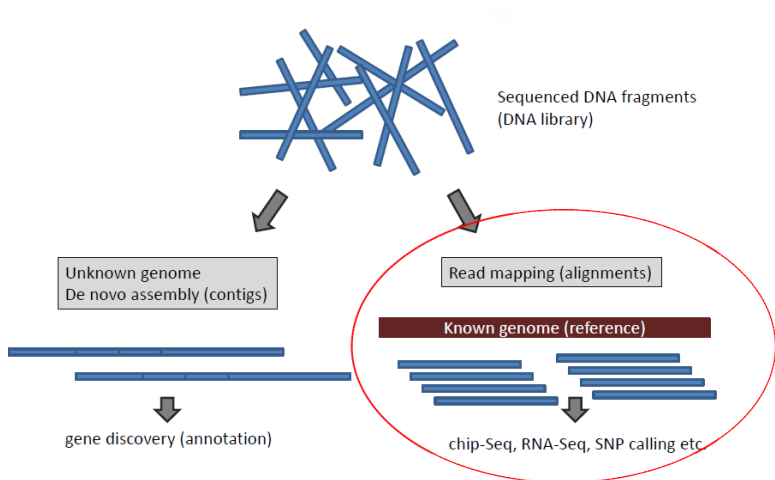 Sequenced DNA fragments
(DNA library)
Unknown genome
De novo assembly (contigs)
Read mapping (alignments)
Known genome (reference)
gene discovery (annotation)
chip-Seq, RNA-Seq, SNP calling etc.